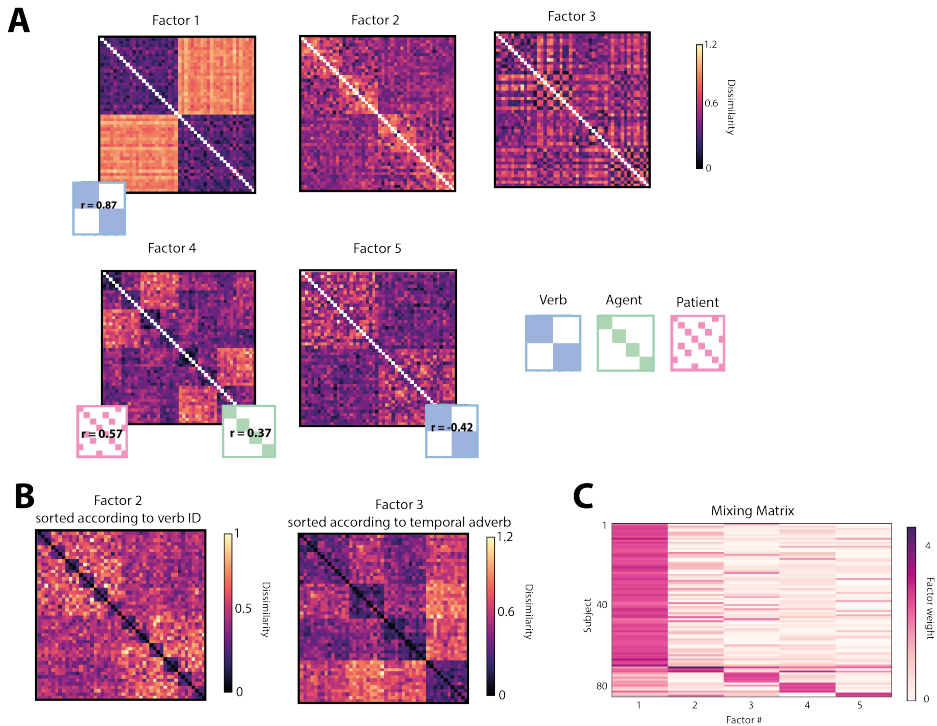 A
Factor 1
Factor 2
Factor 3
1.2
0.6
0
Dissimilarity
r = 0.87
Factor 4
Factor 5
Verb
Agent
Patient
r = 0.57
r = 0.37
r = -0.42
B
Factor 2
sorted according to verb ID
1
0.5
0
Dissimilarity
Factor 3
sorted according to temporal adverb
1.2
0.6
0
Dissimilarity
C
Mixing Matrix
1
40
80
Subject
1 2 3 4 5
Factor #
4
0
Factor weight